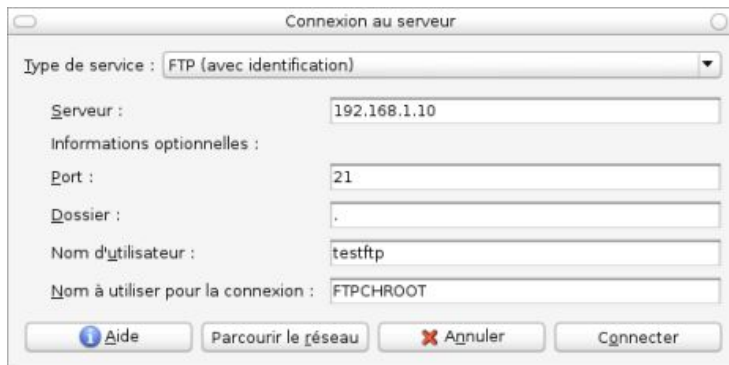 Connexion au serveur
Type de service : FTP (avec identification)
Serveur : 192.168.1.10
Informations optionnelles :
Port : 21
Dossier : .
Nom d'utilisateur : testftp
Nom à utiliser pour la connexion : FTPCHROOT
Aide Parcourir le réseau Annuler Connecter